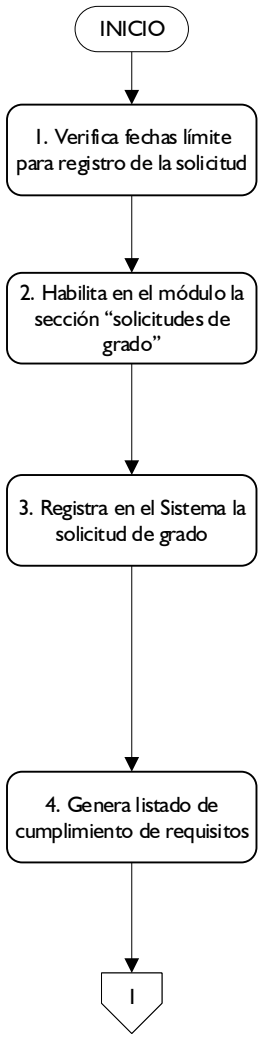 INICIO
1. Verifica fechas límite
para registro de la solicitud
2. Habilita en el módulo la
sección “solicitudes de
grado”
3. Registra en el Sistema la
solicitud de grado
4. Genera listado de
cumplimiento de requisitos
1